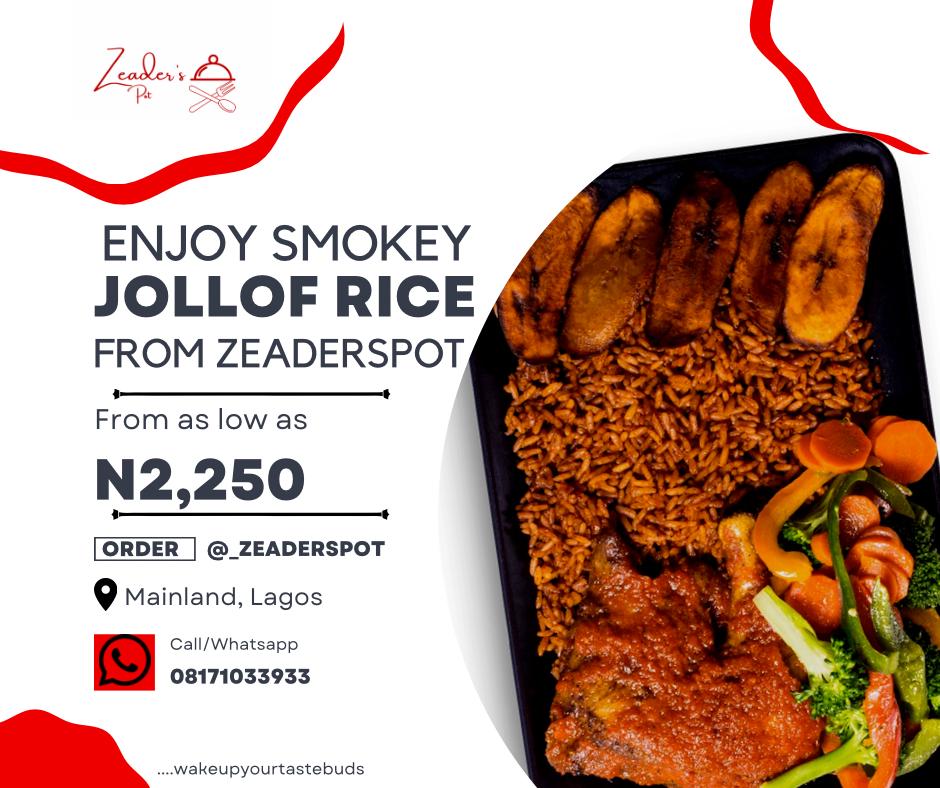 Zeader's
Pot
ENJOY SMOKEY
JOLLOF RICE
FROM ZEADERSPOT
From as low as
N2,250
ORDER @_ZEADERSPOT
Mainland, Lagos
Call/Whatsapp
08171033933
....wakeupyourtastebuds